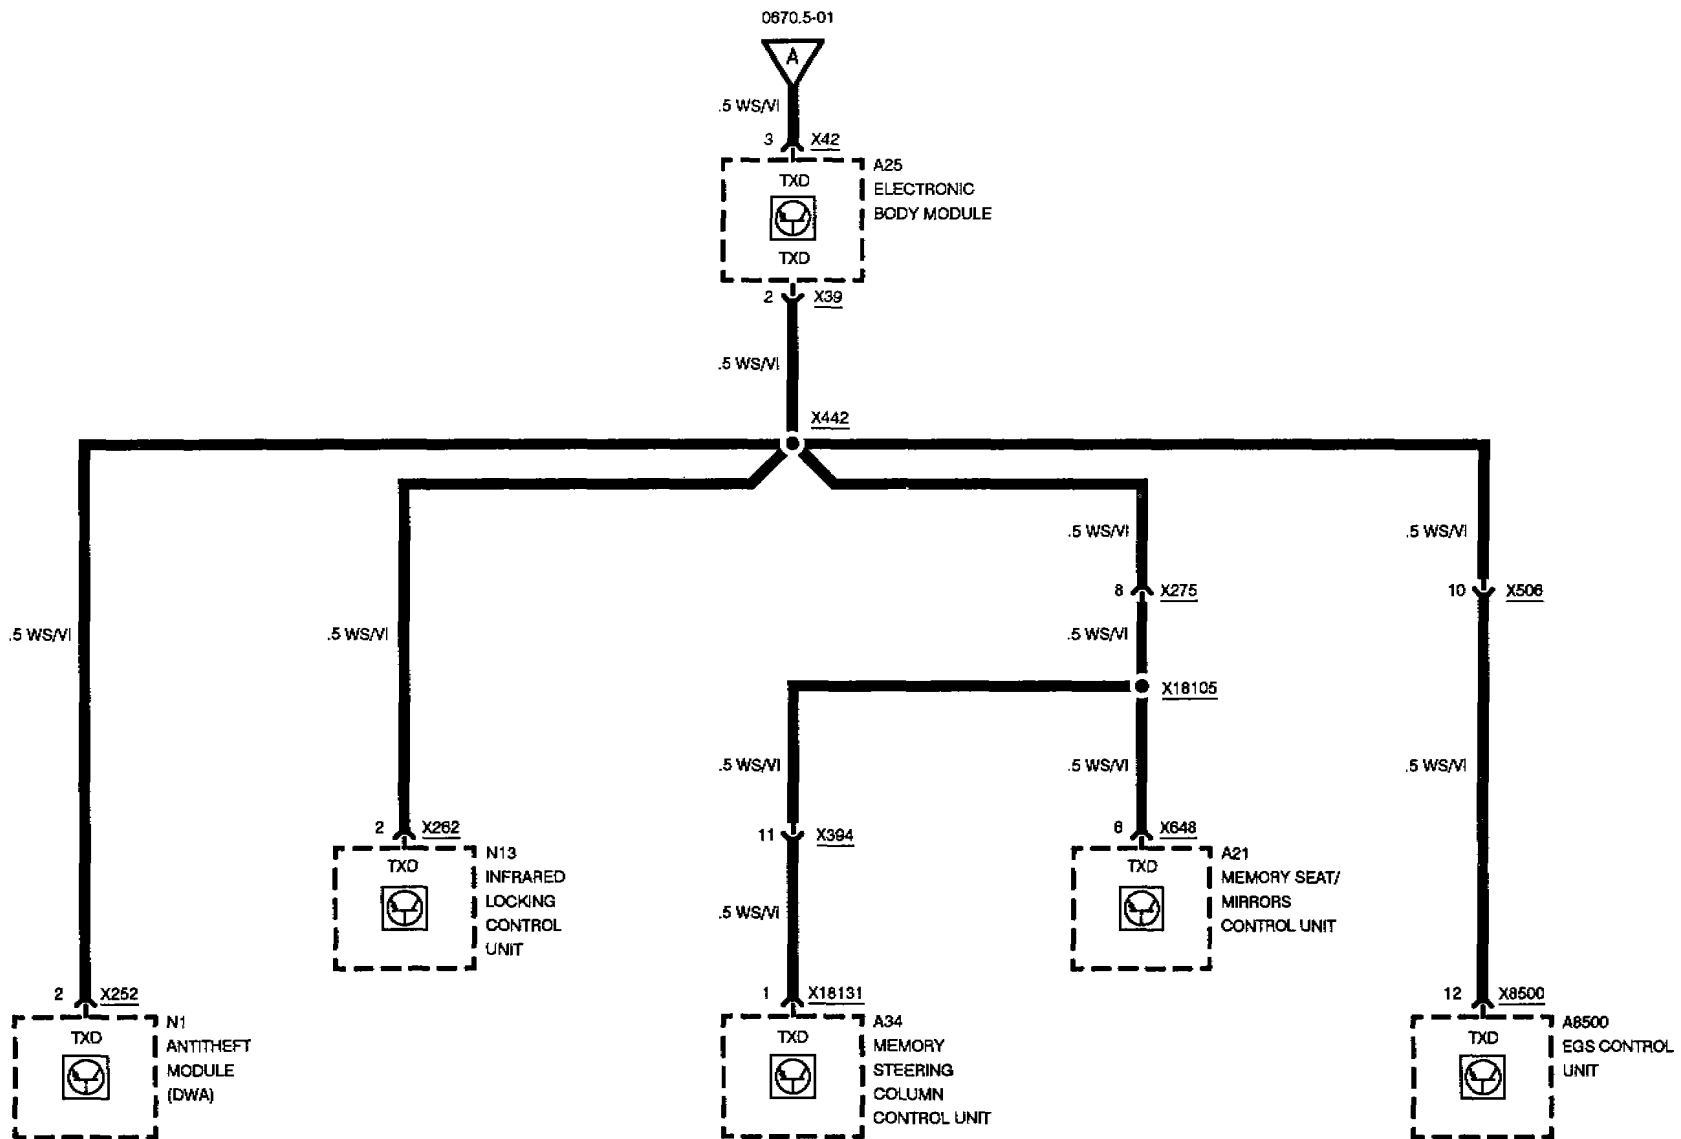 0670.5-01
A
.5 WS/VI
3 X42
TXD
TXD
A25
ELECTRONIC
BODY MODULE
2 X39
.5 WS/VI
X442
.5 WS/VI
.5 WS/VI
8 X275
10 X506
.5 WS/VI
.5 WS/VI
.5 WS/VI
X18105
.5 WS/VI
.5 WS/VI
.5 WS/VI
2 X262
11 X394
6 X648
TXD
N13
INFRARED
LOCKING
CONTROL
UNIT
TXD
A21
MEMORY SEAT/
MIRRORS
CONTROL UNIT
.5 WS/VI
2 X252
1 X18131
12 X8500
TXD
N1
ANTITHEFT
MODULE
(DWA)
TXD
A34
MEMORY
STEERING
COLUMN
CONTROL UNIT
TXD
A8500
EGS CONTROL
UNIT